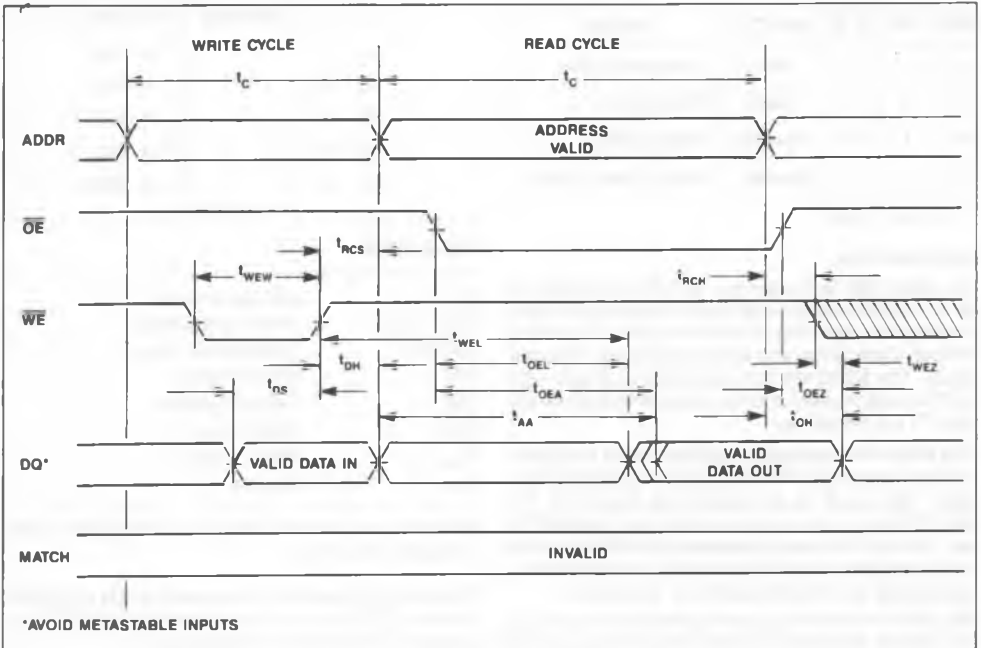 WRITE CYCLE READ CYCLE
tC tC
ADDR ADDRESS VALID
OE
tRCS
tWEW tRCH
WE
tWEL
tDH tOEL tWEZ
tDS tOEA tOEZ
tAA tOH
DQ* VALID DATA IN VALID DATA OUT
MATCH INVALID
*AVOID METASTABLE INPUTS